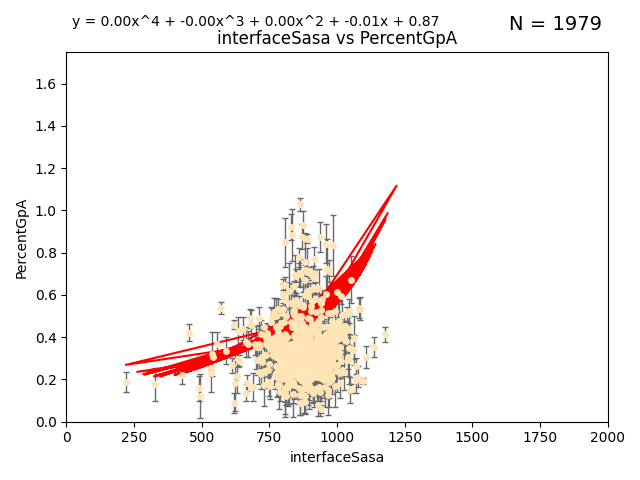 y = 0.00x^4 + -0.00x^3 + 0.00x^2 + -0.01x + 0.87
N = 1979
interfaceSasa vs PercentGpA
1.6
1.4
1.2
1.0
0.8
0.6
0.4
0.2
0.0
PercentGpA
0 250 500 750 1000 1250 1500 1750 2000
interfaceSasa